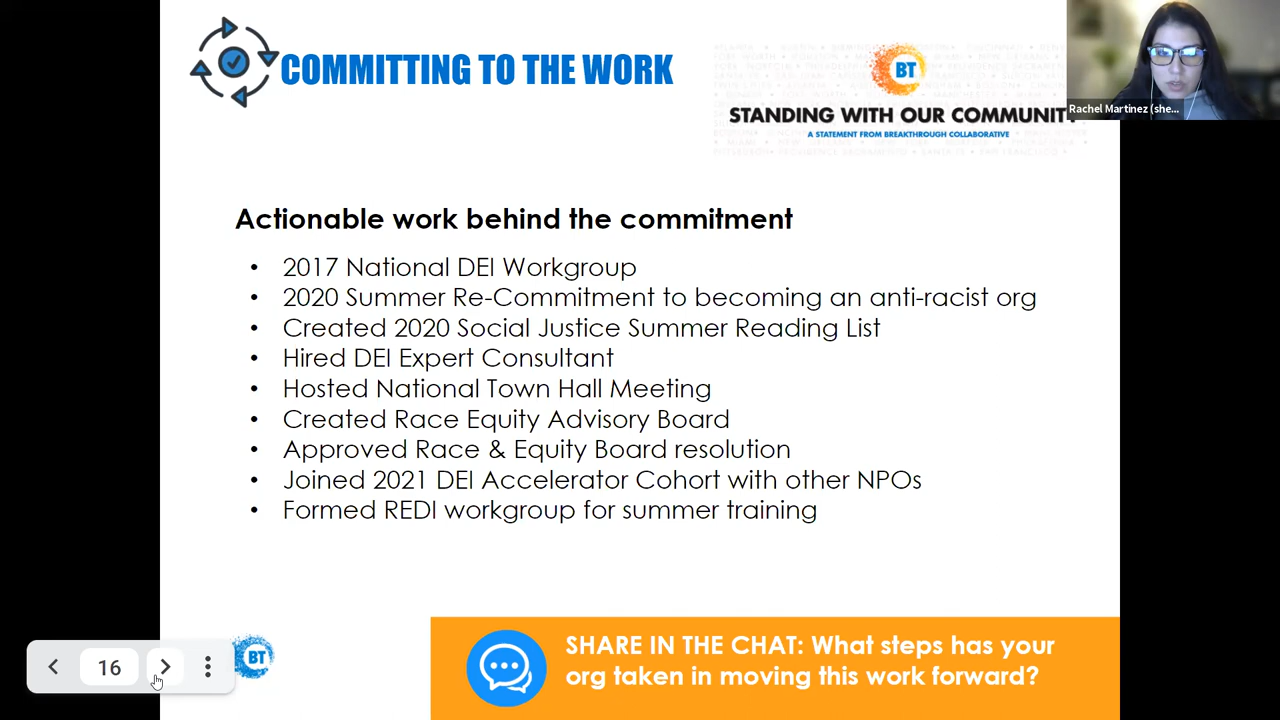 COMMITTING TO THE WORK
BT
STANDING WITH OUR COMMUNITY
A STATEMENT FROM BREAKTHROUGH COLLABORATIVE
Rachel Martinez (she...
Actionable work behind the commitment
• 2017 National DEI Workgroup
• 2020 Summer Re-Commitment to becoming an anti-racist org
• Created 2020 Social Justice Summer Reading List
• Hired DEI Expert Consultant
• Hosted National Town Hall Meeting
• Created Race Equity Advisory Board
• Approved Race & Equity Board resolution
• Joined 2021 DEI Accelerator Cohort with other NPOs
• Formed REDI workgroup for summer training
16
BT
SHARE IN THE CHAT: What steps has your
org taken in moving this work forward?